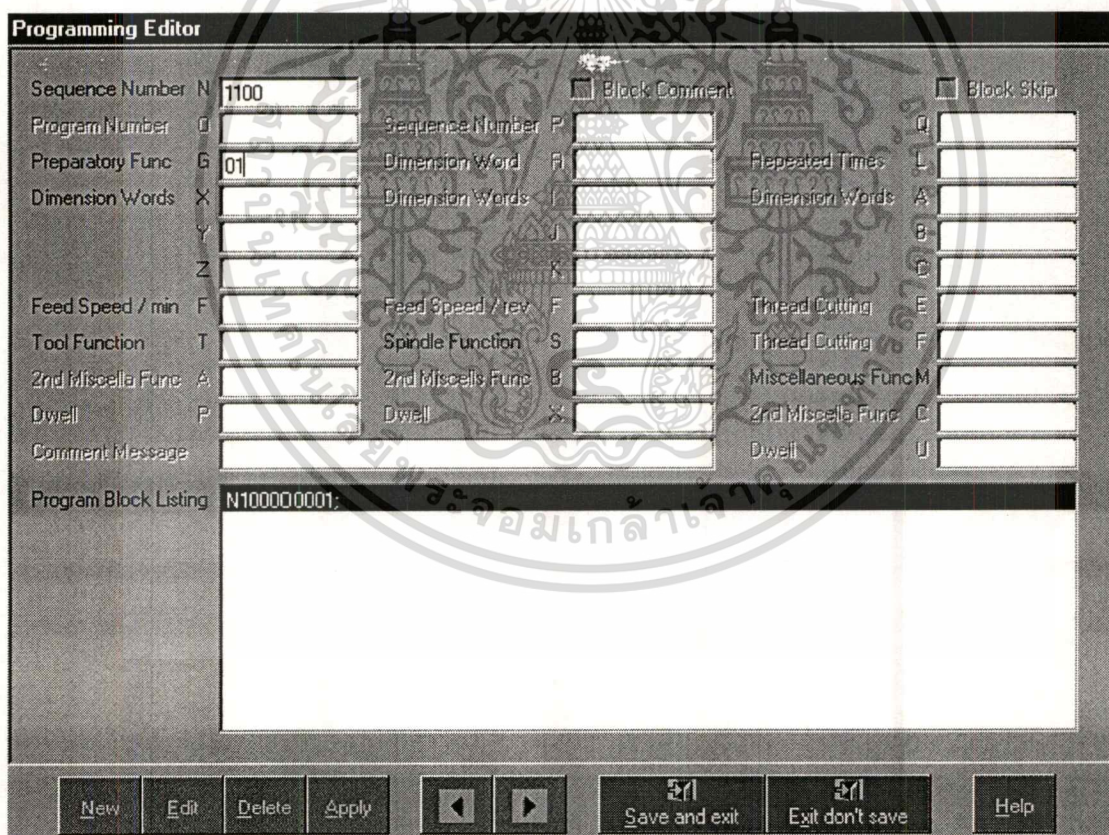 Programming Editor
Sequence Number N 1100 Block Comment Block Skip
Program Number O Sequence Number P Q
Preparatory Func G 01 Dimension Word R Repeated Times L
Dimension Words X Dimension Words I Dimension Words A
Y J B
Z K C
Feed Speed / min F Feed Speed / rev F Thread Cutting E
Tool Function T Spindle Function S Thread Cutting F
2nd Miscella Func A 2nd Miscella Func B Miscellaneous Func M
Dwell P Dwell X 2nd Miscella Func C
Comment Message Dwell U
Program Block Listing N1000O0001;
New Edit Delete Apply Save and exit Exit don't save Help